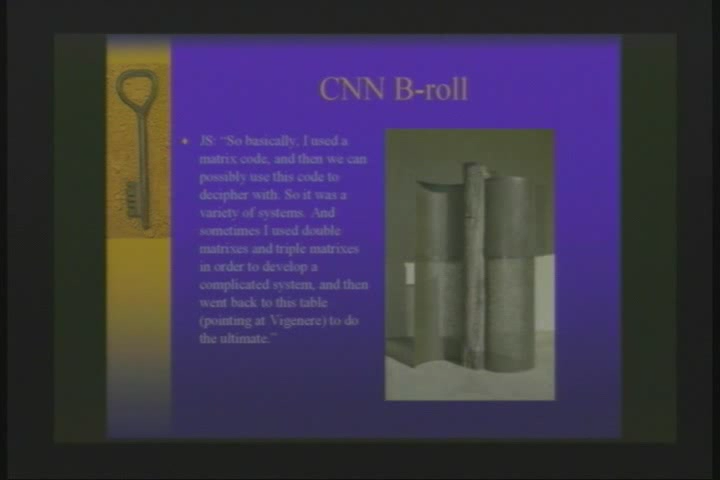 CNN B-roll
JS: "So basically, I used a
matrix code, and then we can
possibly use this code to
decipher with. So it was a
variety of systems. And
sometimes I used double
matrixes and triple matrixes
in order to develop a
complicated system, and then
went back to this table
(pointing at Vigenere) to do
the ultimate."